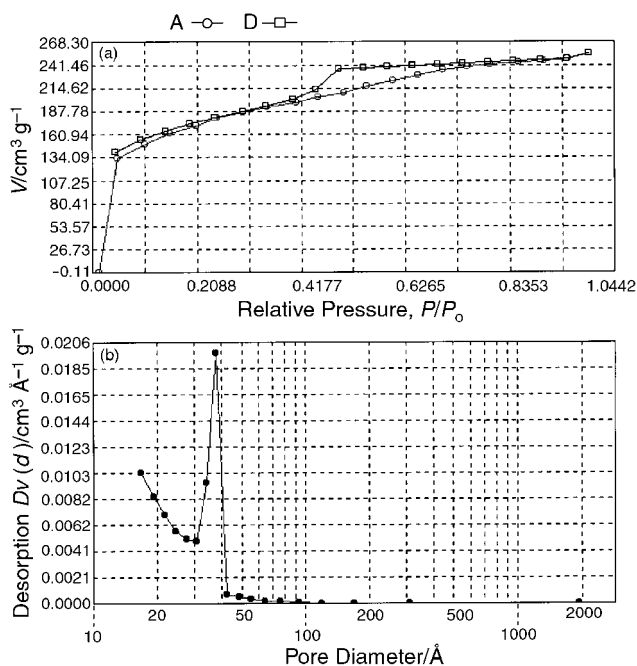 A D
(a)
V/cm³ g⁻¹
268.30
241.46
214.62
187.78
160.94
134.09
107.25
80.41
53.57
26.73
−0.11
0.0000 0.2088 0.4177 0.6265 0.8353 1.0442
Relative Pressure, P/Pₒ
(b)
Desorption Dv (d)/cm³ Å⁻¹ g⁻¹
0.0206
0.0185
0.0165
0.0144
0.0123
0.0103
0.0082
0.0062
0.0041
0.0021
0.0000
10 20 50 100 200 500 1000 2000
Pore Diameter/Å